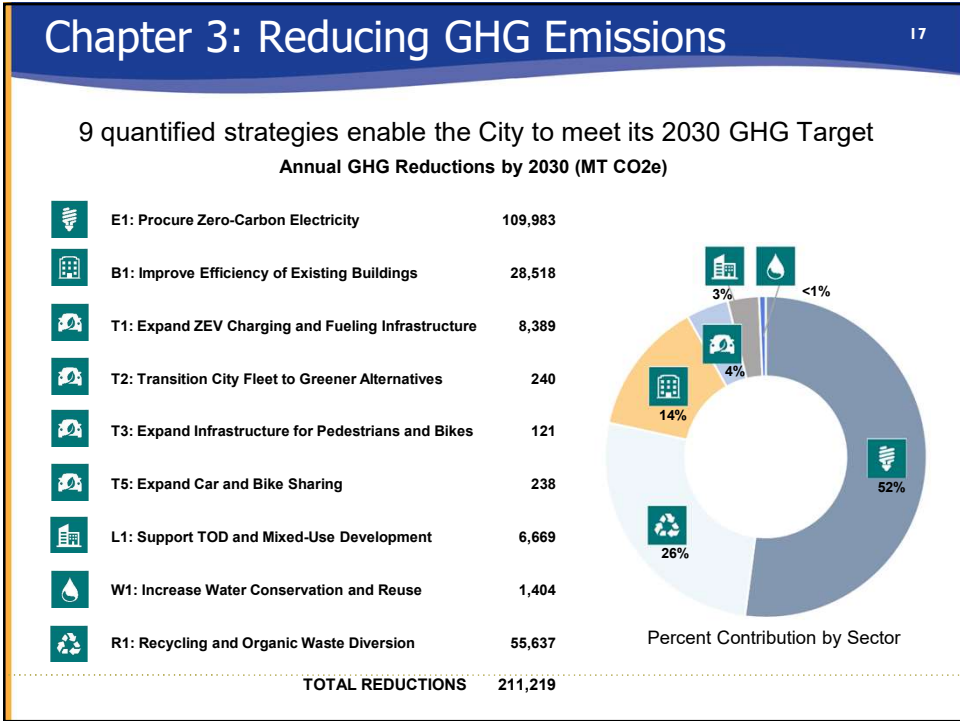 Chapter 3: Reducing GHG Emissions
17
9 quantified strategies enable the City to meet its 2030 GHG Target
Annual GHG Reductions by 2030 (MT CO2e)
E1: Procure Zero-Carbon Electricity 109,983
B1: Improve Efficiency of Existing Buildings 28,518
T1: Expand ZEV Charging and Fueling Infrastructure 8,389
T2: Transition City Fleet to Greener Alternatives 240
T3: Expand Infrastructure for Pedestrians and Bikes 121
T5: Expand Car and Bike Sharing 238
L1: Support TOD and Mixed-Use Development 6,669
W1: Increase Water Conservation and Reuse 1,404
R1: Recycling and Organic Waste Diversion 55,637
TOTAL REDUCTIONS 211,219
3%
<1%
4%
14%
52%
26%
Percent Contribution by Sector